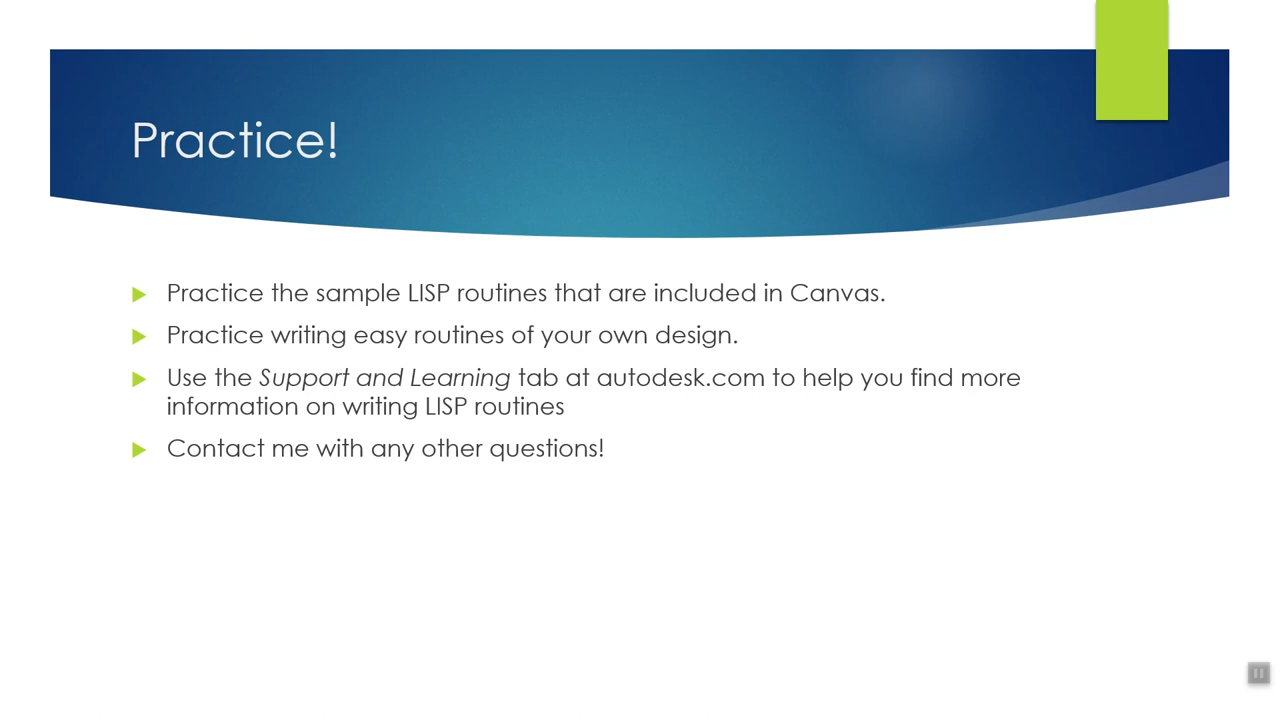 Practice!
Practice the sample LISP routines that are included in Canvas.
Practice writing easy routines of your own design.
Use the Support and Learning tab at autodesk.com to help you find more
information on writing LISP routines
Contact me with any other questions!